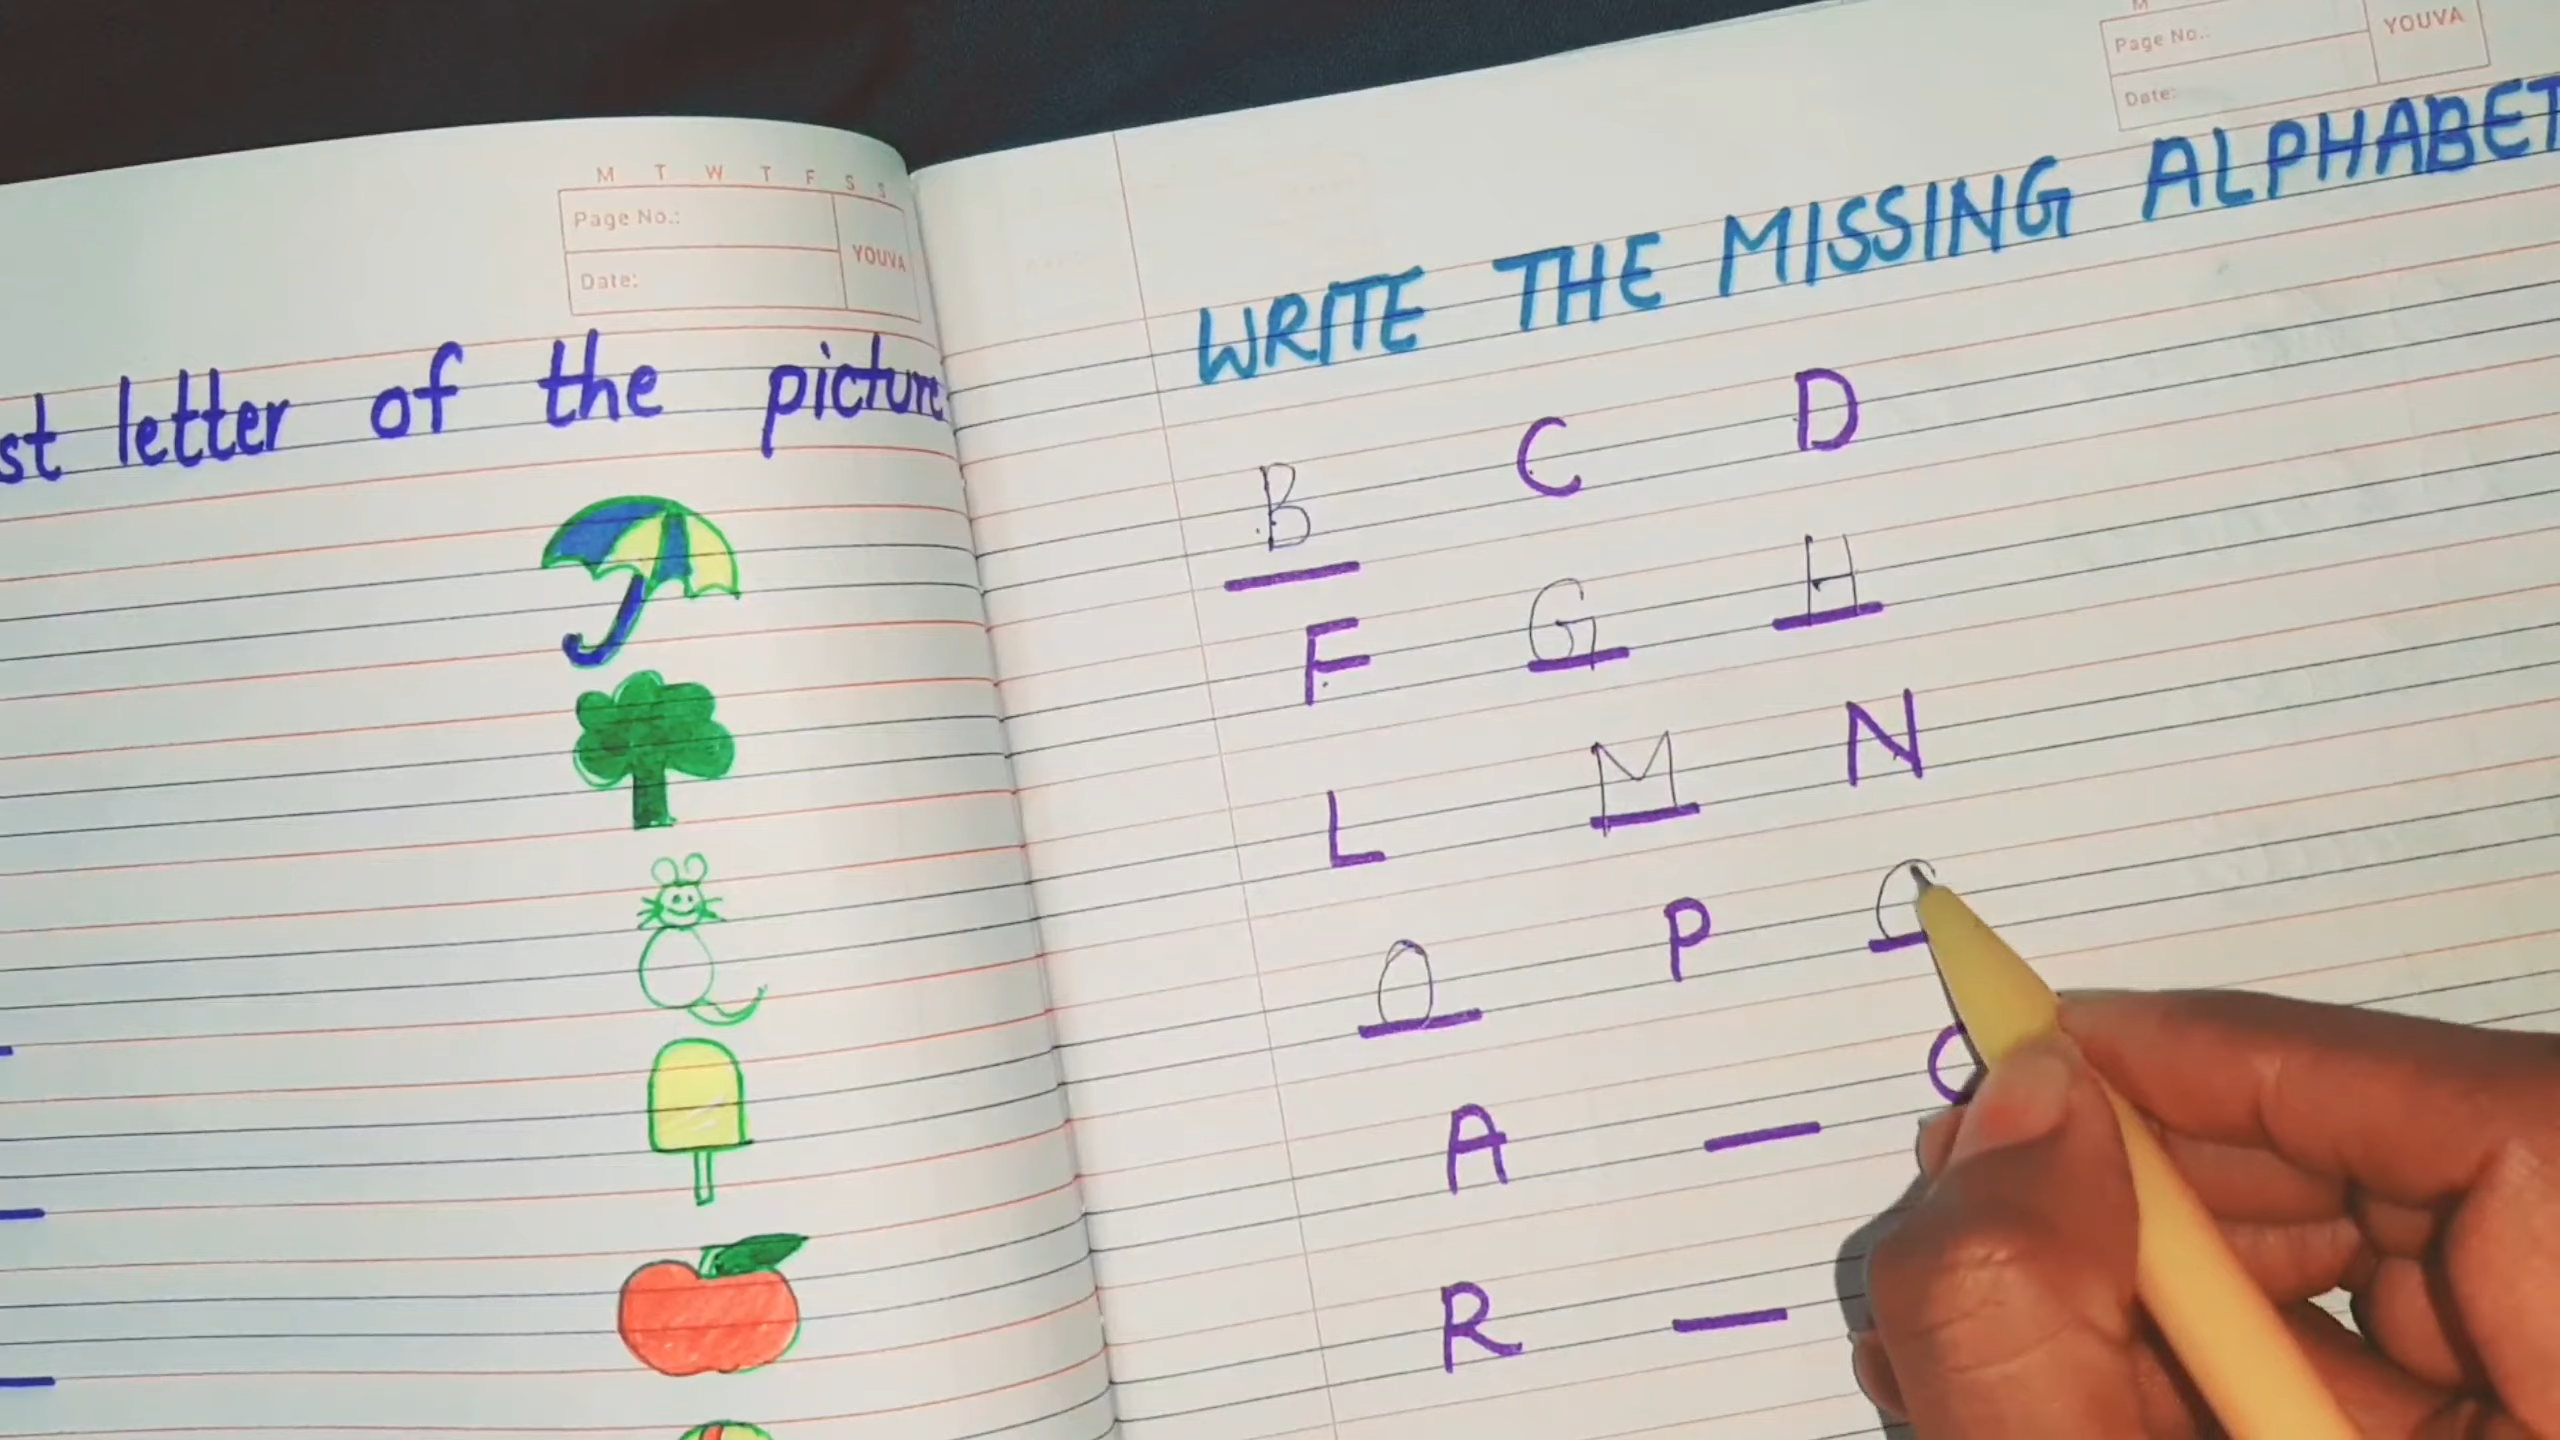 M T W T F S S
Page No.:
Date:
YOUVA
st letter of the picture
M
Page No.:
Date:
YOUVA
WRITE THE MISSING ALPHABET
B C D
F G H
L M N
O P
A
R